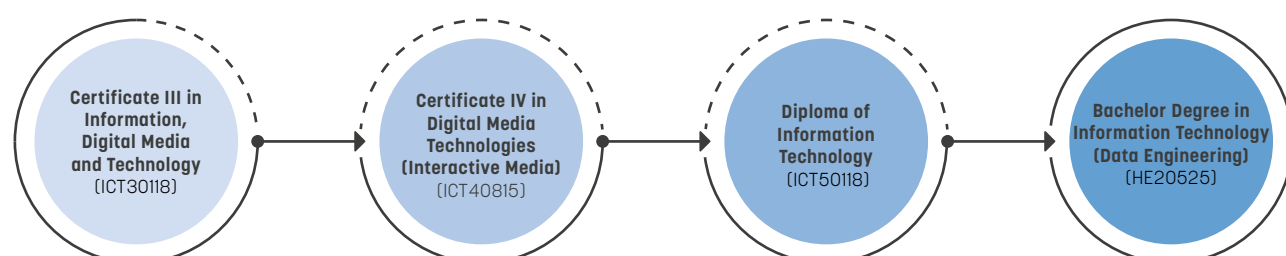 Certificate III in
Information,
Digital Media
and Technology
(ICT30118)
Certificate IV in
Digital Media
Technologies
(Interactive Media)
(ICT40815)
Diploma of
Information
Technology
(ICT50118)
Bachelor Degree in
Information Technology
(Data Engineering)
(HE20525)